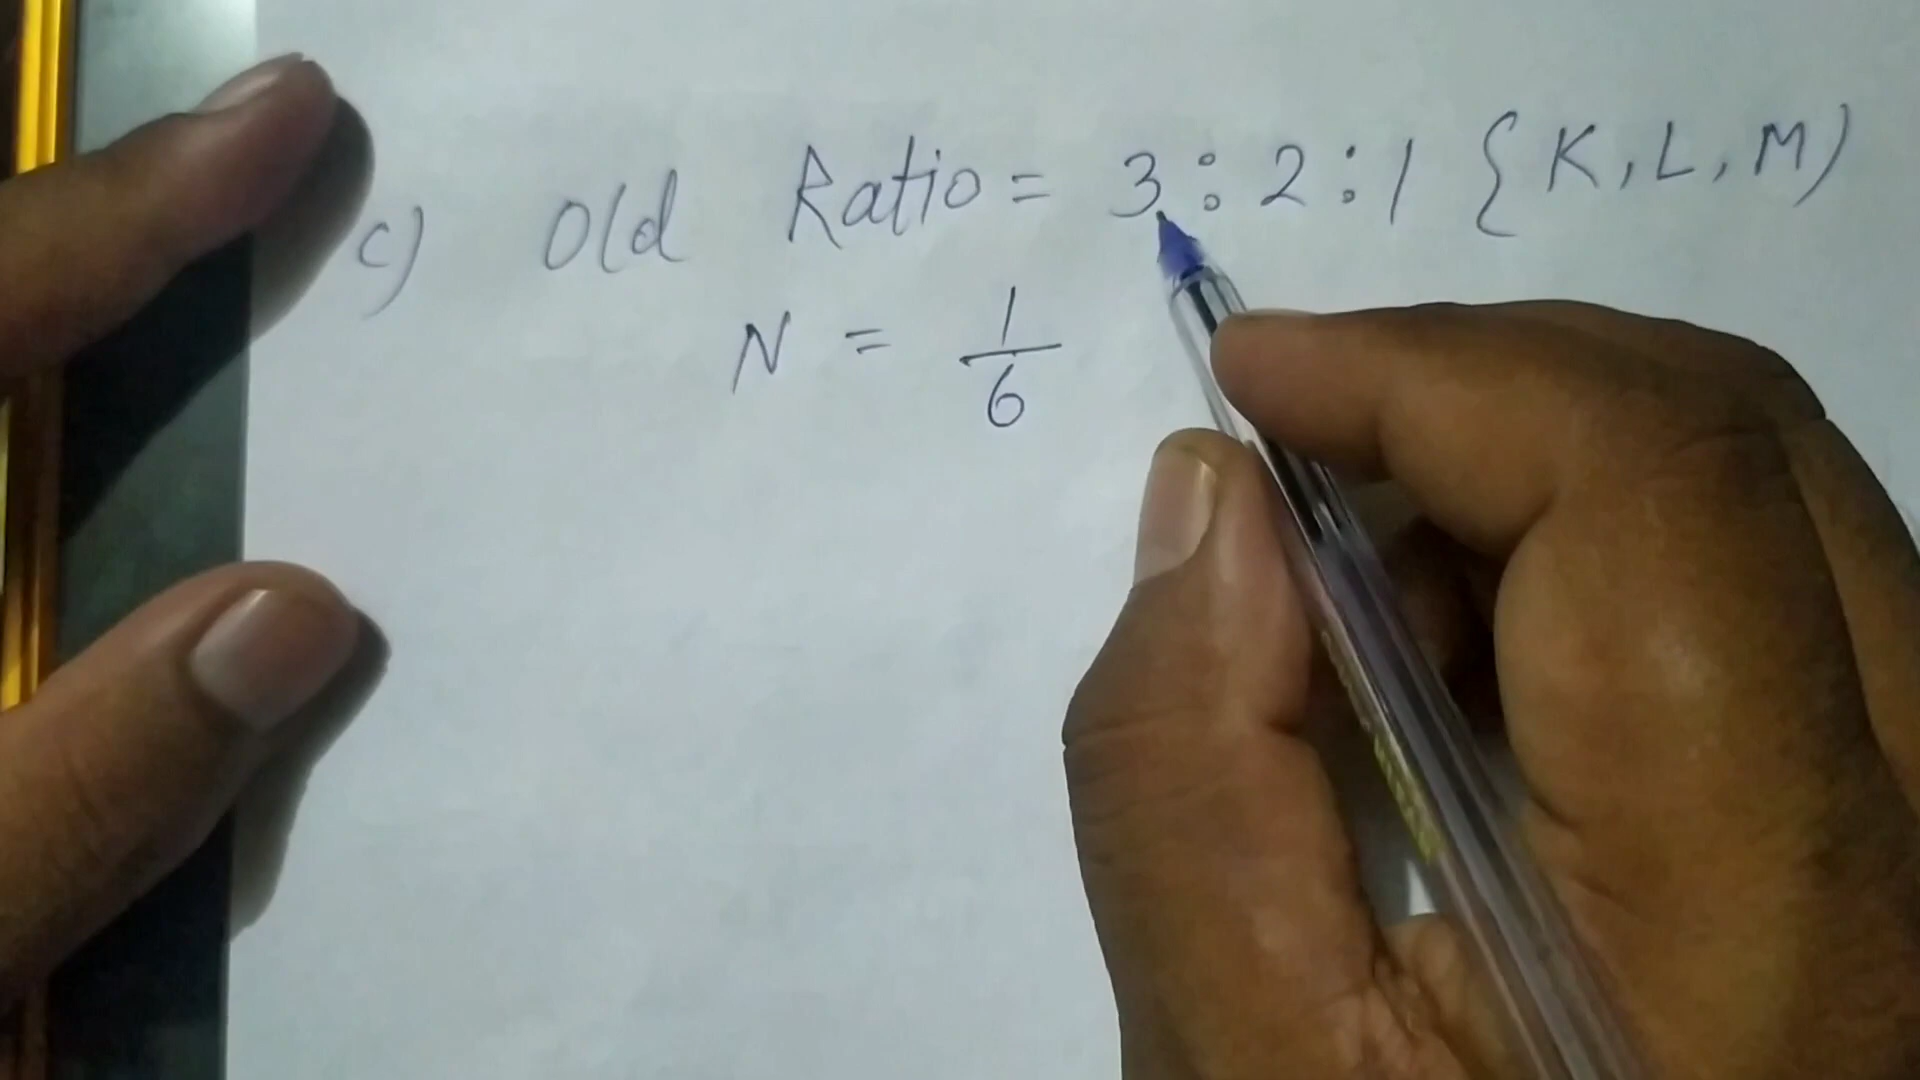 c) Old Ratio = 3 : 2 : 1 {K, L, M)
N = 1/6